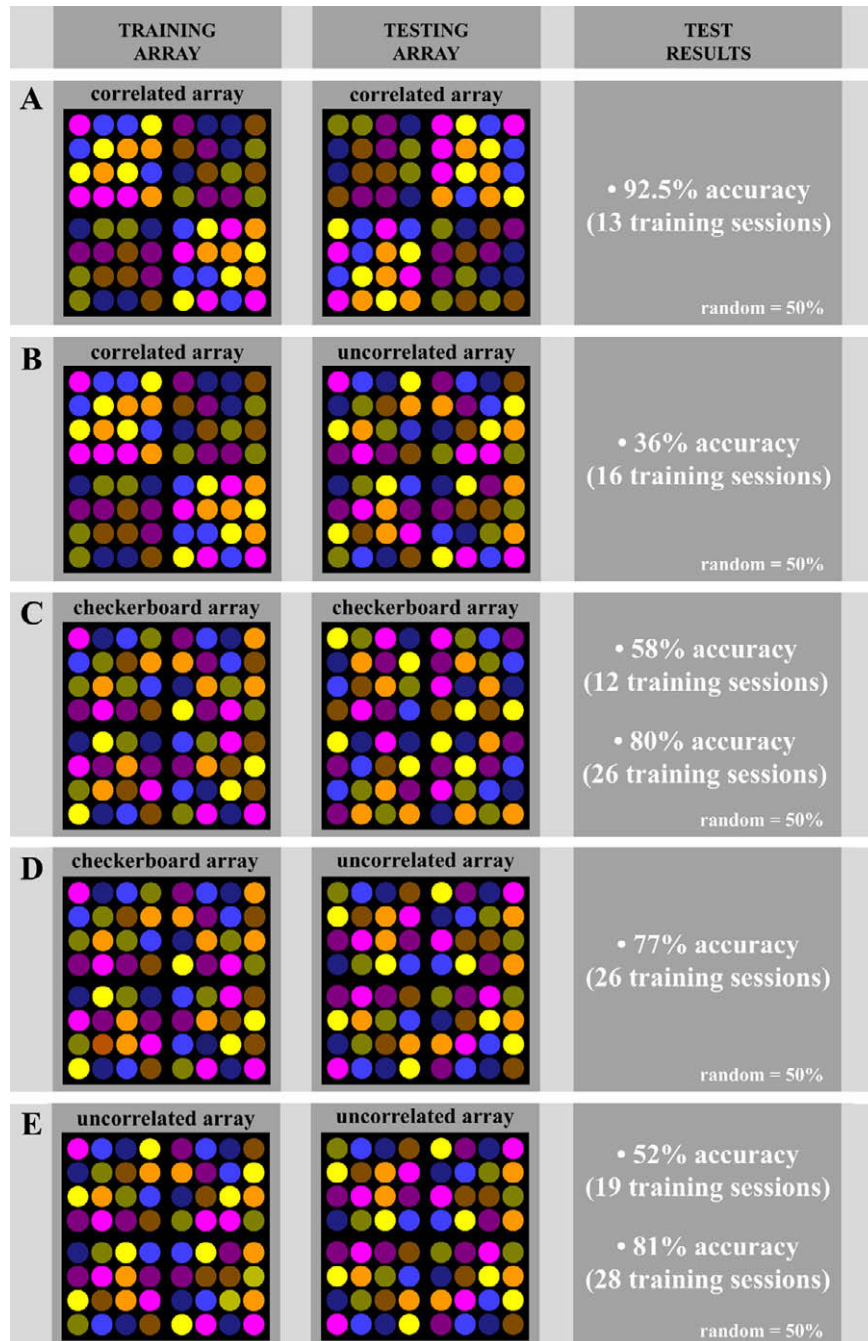 TRAINING
ARRAY
TESTING
ARRAY
TEST
RESULTS
A
correlated array
correlated array
• 92.5% accuracy
(13 training sessions)
random = 50%
B
correlated array
uncorrelated array
• 36% accuracy
(16 training sessions)
random = 50%
C
checkerboard array
checkerboard array
• 58% accuracy
(12 training sessions)
• 80% accuracy
(26 training sessions)
random = 50%
D
checkerboard array
uncorrelated array
• 77% accuracy
(26 training sessions)
random = 50%
E
uncorrelated array
uncorrelated array
• 52% accuracy
(19 training sessions)
• 81% accuracy
(28 training sessions)
random = 50%